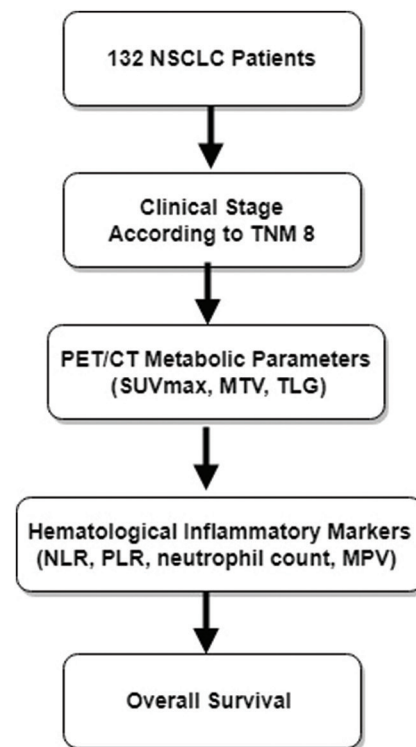 132 NSCLC Patients
Clinical Stage
According to TNM 8
PET/CT Metabolic Parameters
(SUVmax, MTV, TLG)
Hematological Inflammatory Markers
(NLR, PLR, neutrophil count, MPV)
Overall Survival